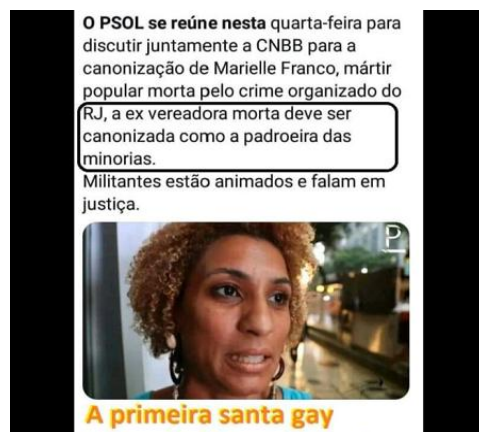 O PSOL se reúne nesta quarta-feira para
discutir juntamente a CNBB para a
canonização de Marielle Franco, mártir
popular morta pelo crime organizado do
RJ, a ex vereadora morta deve ser
canonizada como a padroeira das
minorias.
Militantes estão animados e falam em
justiça.
P
A primeira santa gay